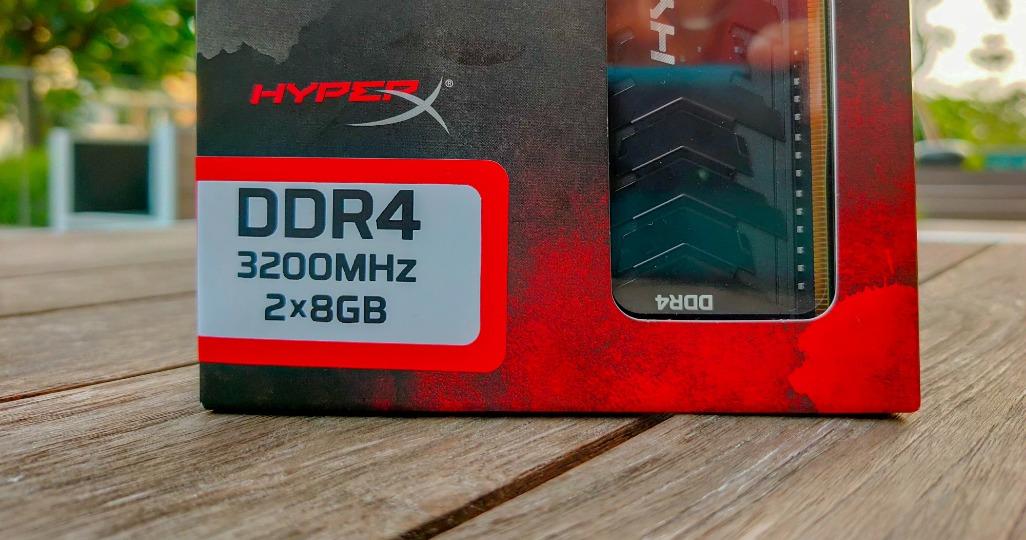 HYPERX®
DDR4
3200MHz
2x8GB
DDR4